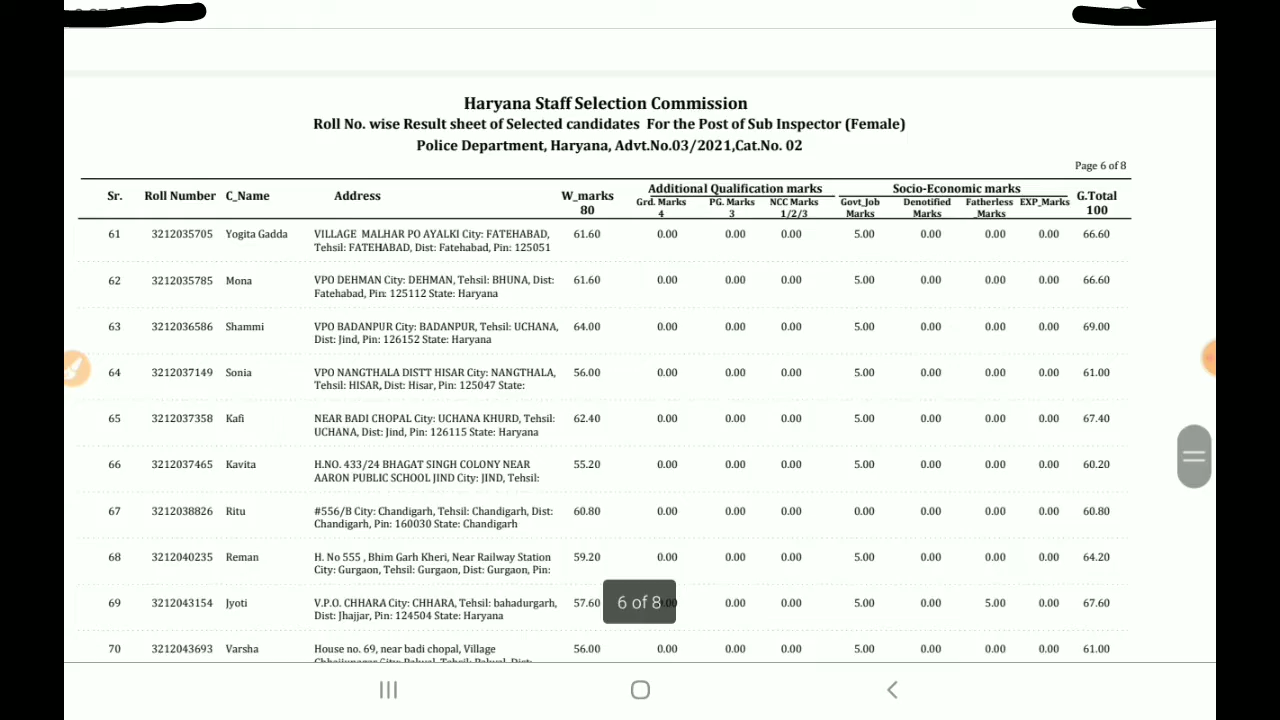 Haryana Staff Selection Commission
Roll No. wise Result sheet of Selected candidates For the Post of Sub Inspector (Female)
Police Department, Haryana, Advt.No.03/2021,Cat.No. 02
Page 6 of 8
Additional Qualification marks Socio-Economic marks
Sr. Roll Number C_Name Address W_marks G.Total
Grd. Marks PG. Marks NCC Marks Govt_Job Denotified Fatherless EXP_Marks
80 4 3 1/2/3 Marks Marks _Marks 100
61 3212035705 Yogita Gadda VILLAGE MALHAR PO AYALKI City: FATEHABAD, 61.60 0.00 0.00 0.00 5.00 0.00 0.00 0.00 66.60
Tehsil: FATEHABAD, Dist: Fatehabad, Pin: 125051
62 3212035785 Mona VPO DEHMAN City: DEHMAN, Tehsil: BHUNA, Dist: 61.60 0.00 0.00 0.00 5.00 0.00 0.00 0.00 66.60
Fatehabad, Pin: 125112 State: Haryana
63 3212036586 Shammi VPO BADANPUR City: BADANPUR, Tehsil: UCHANA, 64.00 0.00 0.00 0.00 5.00 0.00 0.00 0.00 69.00
Dist: Jind, Pin: 126152 State: Haryana
64 3212037149 Sonia VPO NANGTHALA DISTT HISAR City: NANGTHALA, 56.00 0.00 0.00 0.00 5.00 0.00 0.00 0.00 61.00
Tehsil: HISAR, Dist: Hisar, Pin: 125047 State:
65 3212037358 Kafi NEAR BADI CHOPAL City: UCHANA KHURD, Tehsil: 62.40 0.00 0.00 0.00 5.00 0.00 0.00 0.00 67.40
UCHANA, Dist: Jind, Pin: 126115 State: Haryana
66 3212037465 Kavita H.NO. 433/24 BHAGAT SINGH COLONY NEAR 55.20 0.00 0.00 0.00 5.00 0.00 0.00 0.00 60.20
AARON PUBLIC SCHOOL JIND City: JIND, Tehsil:
67 3212038826 Ritu #556/B City: Chandigarh, Tehsil: Chandigarh, Dist: 60.80 0.00 0.00 0.00 0.00 0.00 0.00 0.00 60.80
Chandigarh, Pin: 160030 State: Chandigarh
68 3212040235 Reman H. No 555 , Bhim Garh Kheri, Near Railway Station 59.20 0.00 0.00 0.00 5.00 0.00 0.00 0.00 64.20
City: Gurgaon, Tehsil: Gurgaon, Dist: Gurgaon, Pin:
69 3212043154 Jyoti V.P.O. CHHARA City: CHHARA, Tehsil: bahadurgarh, 57.60 0.00 0.00 5.00 0.00 5.00 0.00 67.60
Dist: Jhajjar, Pin: 124504 State: Haryana
6 of 8
70 3212043693 Varsha House no. 69, near badi chopal, Village 56.00 0.00 0.00 0.00 5.00 0.00 0.00 0.00 61.00